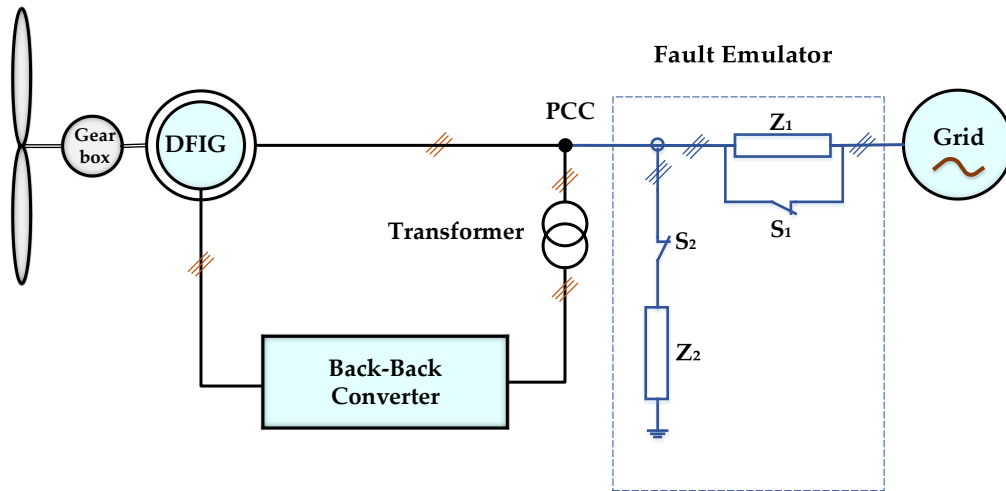 Fault Emulator
PCC
Z₁
Gear
box
DFIG
Grid
S₁
Transformer
S₂
Z₂
Back-Back
Converter